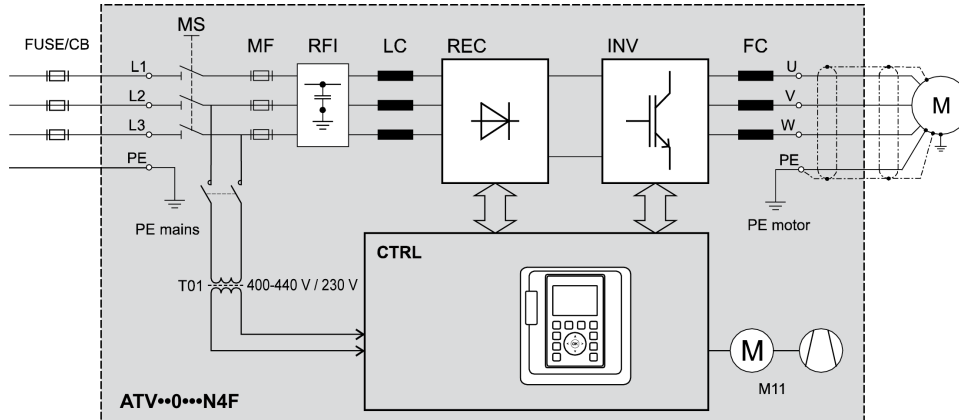 MS
FUSE/CB
MF
RFI
LC
REC
INV
FC
L1
L2
L3
PE
U
V
W
PE
M
PE mains
PE motor
CTRL
T01
400-440 V / 230 V
OK
M
M11
ATV••0•••N4F